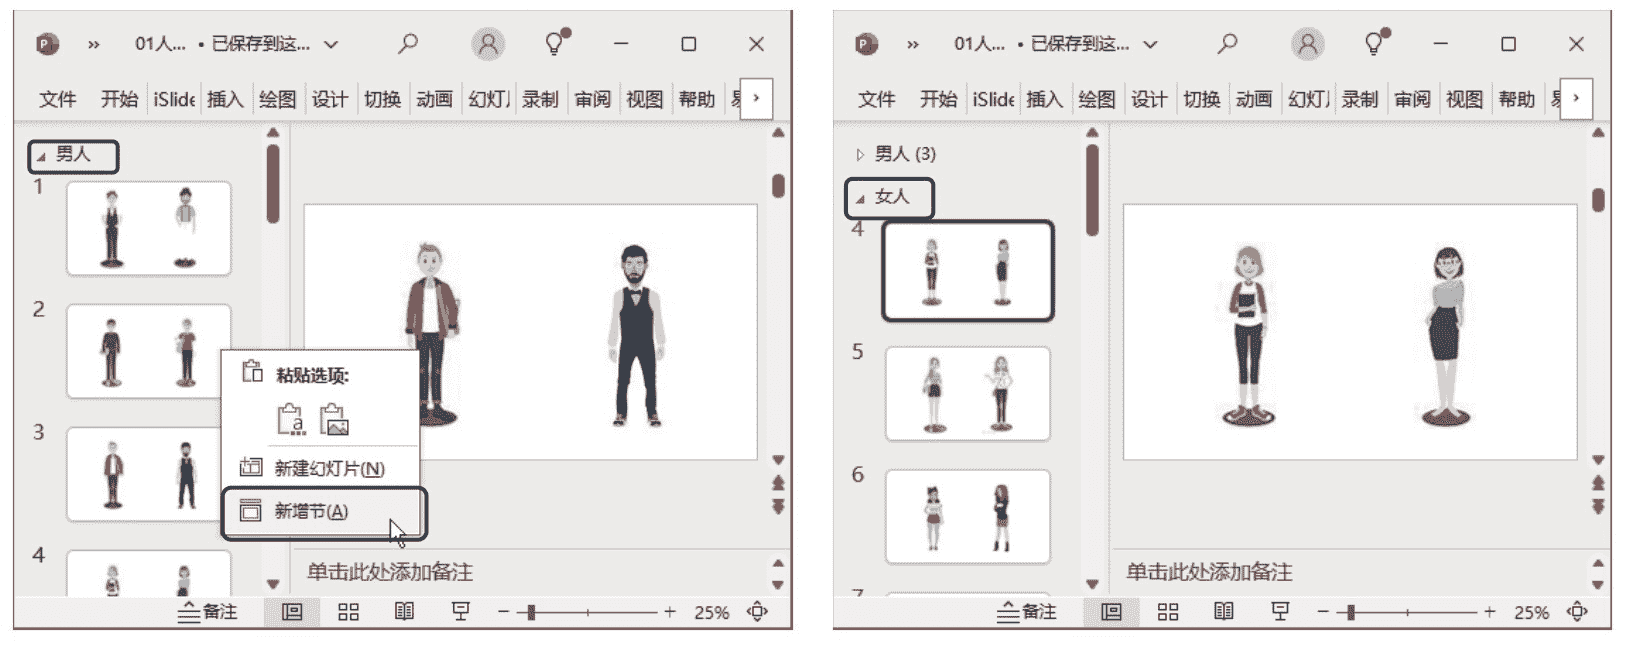 01人... • 已保存到这...
文件 开始 iSlide 插入 绘图 设计 切换 动画 幻灯 录制 审阅 视图 帮助
男人
1
2
3
4
粘贴选项:
新建幻灯片(N)
新增节(A)
单击此处添加备注
备注 25%
01人... • 已保存到这...
文件 开始 iSlide 插入 绘图 设计 切换 动画 幻灯 录制 审阅 视图 帮助
男人 (3)
女人
4
5
6
7
单击此处添加备注
备注 25%